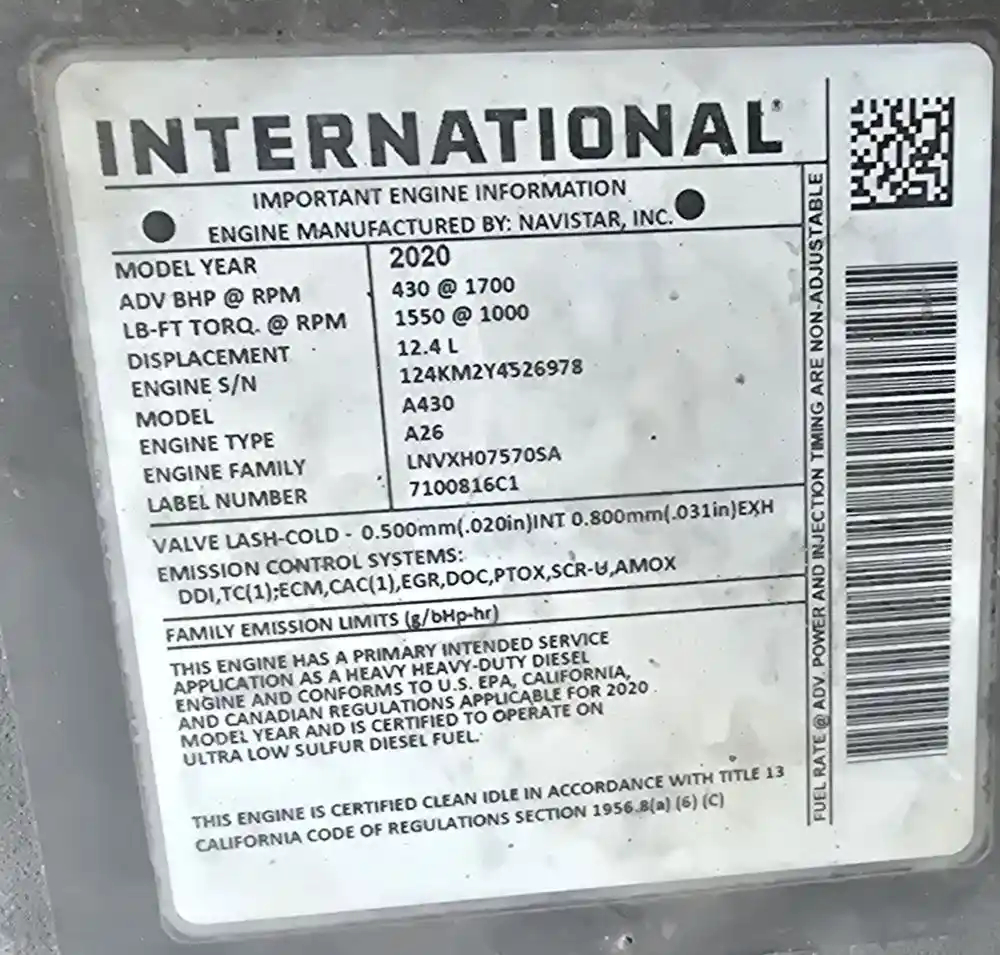 INTERNATIONAL®
IMPORTANT ENGINE INFORMATION
ENGINE MANUFACTURED BY: NAVISTAR, INC.
MODEL YEAR 2020
ADV BHP @ RPM 430 @ 1700
LB-FT TORQ. @ RPM 1550 @ 1000
DISPLACEMENT 12.4 L
ENGINE S/N 124KM2Y4526978
MODEL A430
ENGINE TYPE A26
ENGINE FAMILY LNVXH07570SA
LABEL NUMBER 7100816C1
VALVE LASH-COLD - 0.500mm(.020in)INT 0.800mm(.031in)EXH
EMISSION CONTROL SYSTEMS:
DDI,TC(1);ECM,CAC(1),EGR,DOC,PTOX,SCR-U,AMOX
FAMILY EMISSION LIMITS (g/bHp-hr)
THIS ENGINE HAS A PRIMARY INTENDED SERVICE
APPLICATION AS A HEAVY HEAVY-DUTY DIESEL
ENGINE AND CONFORMS TO U.S. EPA, CALIFORNIA,
AND CANADIAN REGULATIONS APPLICABLE FOR 2020
MODEL YEAR AND IS CERTIFIED TO OPERATE ON
ULTRA LOW SULFUR DIESEL FUEL.
THIS ENGINE IS CERTIFIED CLEAN IDLE IN ACCORDANCE WITH TITLE 13
CALIFORNIA CODE OF REGULATIONS SECTION 1956.8(a) (6) (C)
FUEL RATE @ ADV. POWER AND INJECTION TIMING ARE NON-ADJUSTABLE